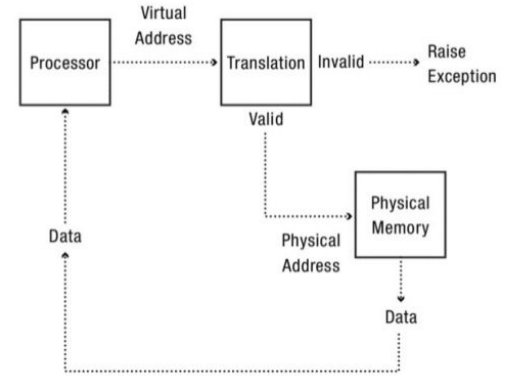 Virtual
Address
Processor
Translation
Invalid
Raise
Exception
Valid
Physical
Memory
Physical
Address
Data
Data